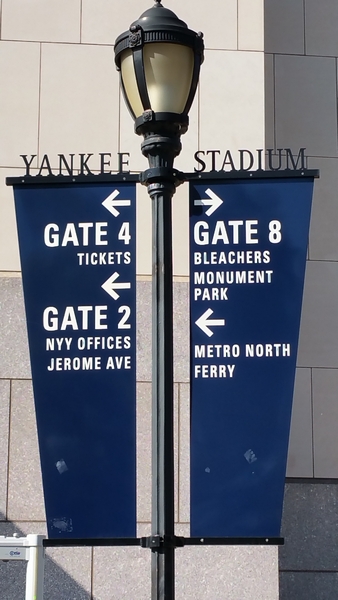 YANKEE STADIUM
←
GATE 4
TICKETS
←
GATE 2
NYY OFFICES
JEROME AVE
→
GATE 8
BLEACHERS
MONUMENT
PARK
←
METRO NORTH
FERRY